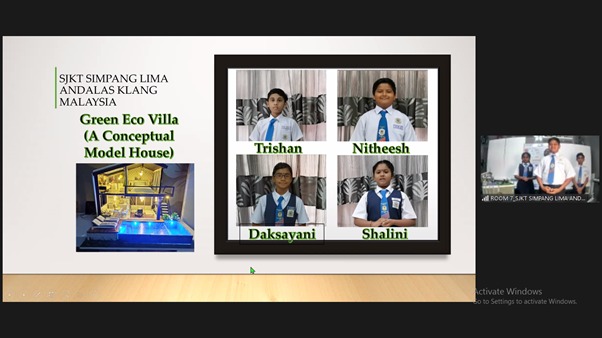 SJKT SIMPANG LIMA
ANDALAS KLANG
MALAYSIA
Green Eco Villa
(A Conceptual
Model House)
Trishan
Nitheesh
Daksayani
Shalini
ROOM 7_SJKT SIMPANG LIMA AND...
Activate Windows
Go to Settings to activate Windows.